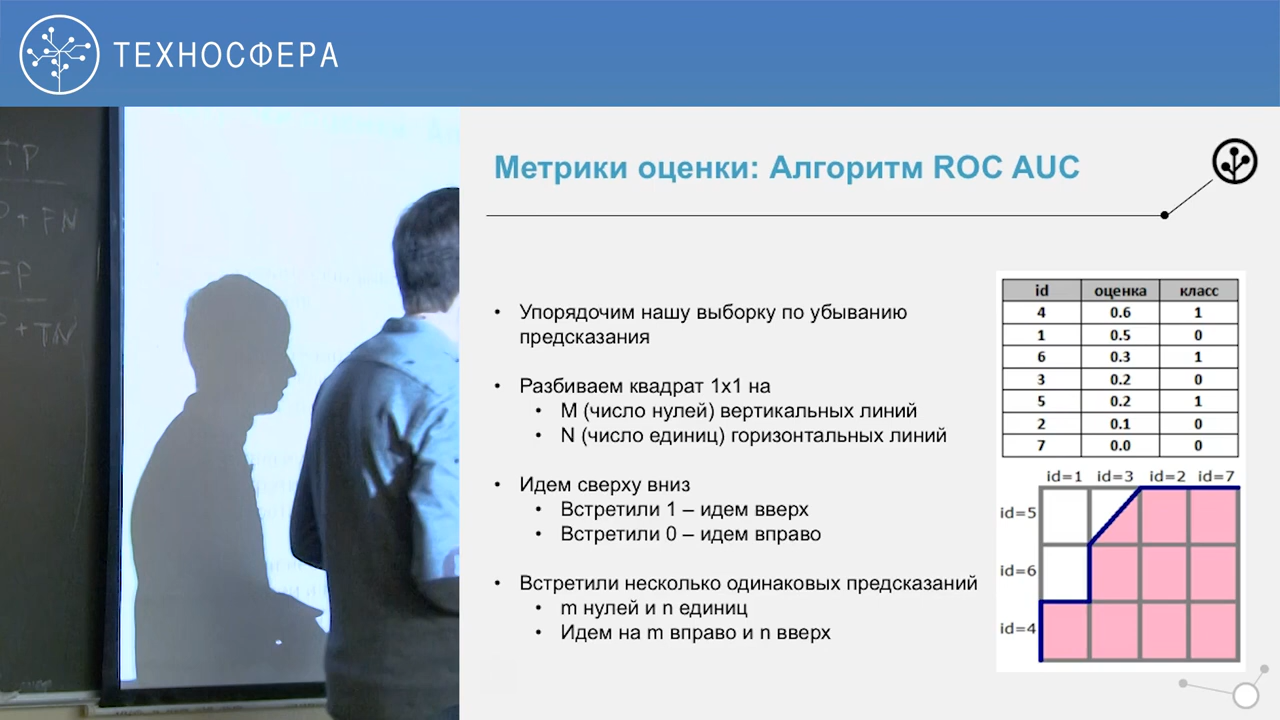 ТЕХНОСФЕРА
TP
+ FN
+ TN
Метрики оценки: Алгоритм ROC AUC
• Упорядочим нашу выборку по убыванию
предсказания
• Разбиваем квадрат 1х1 на
• M (число нулей) вертикальных линий
• N (число единиц) горизонтальных линий
• Идем сверху вниз
• Встретили 1 – идем вверх
• Встретили 0 – идем вправо
• Встретили несколько одинаковых предсказаний
• m нулей и n единиц
• Идем на m вправо и n вверх
id оценка класс
4 0.6 1
1 0.5 0
6 0.3 1
3 0.2 0
5 0.2 1
2 0.1 0
7 0.0 0
id=1 id=3 id=2 id=7
id=5
id=6
id=4